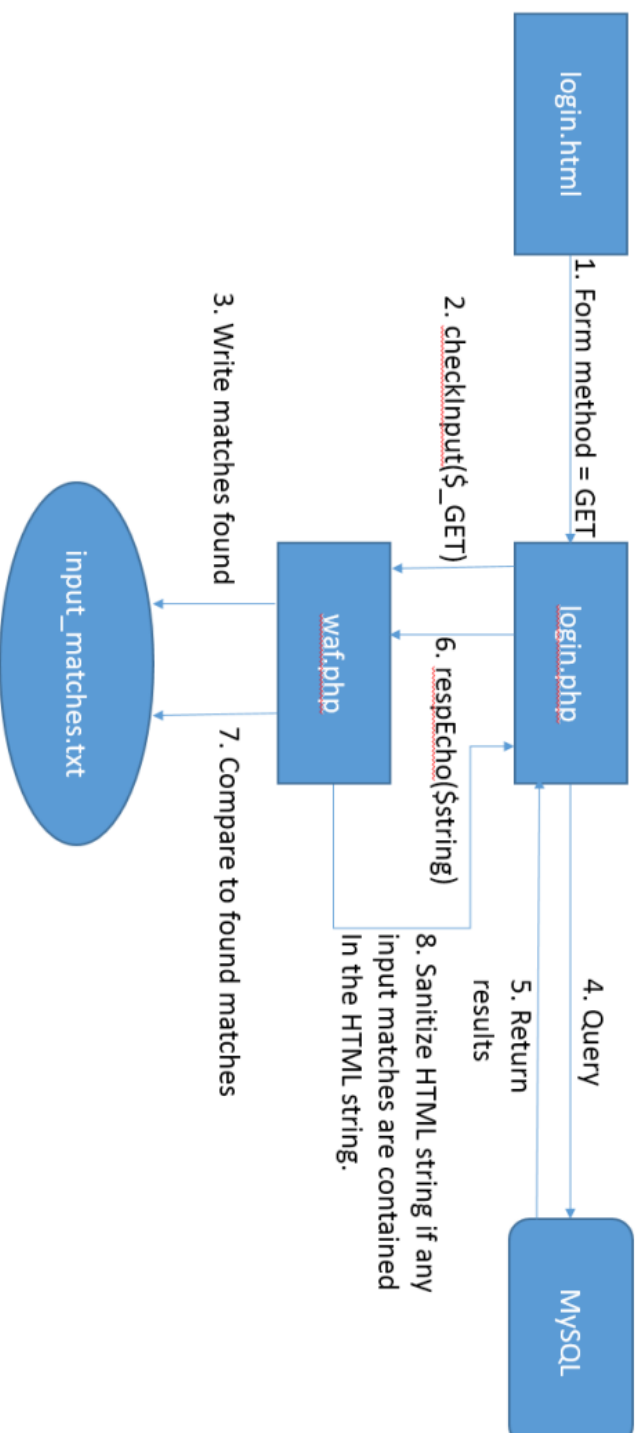 login.html
1. Form method = GET
login.php
4. Query
5. Return
results
MySQL
2. checkInput($_GET)
6. respEcho($string)
8. Sanitize HTML string if any
input matches are contained
In the HTML string.
waf.php
3. Write matches found
7. Compare to found matches
input_matches.txt